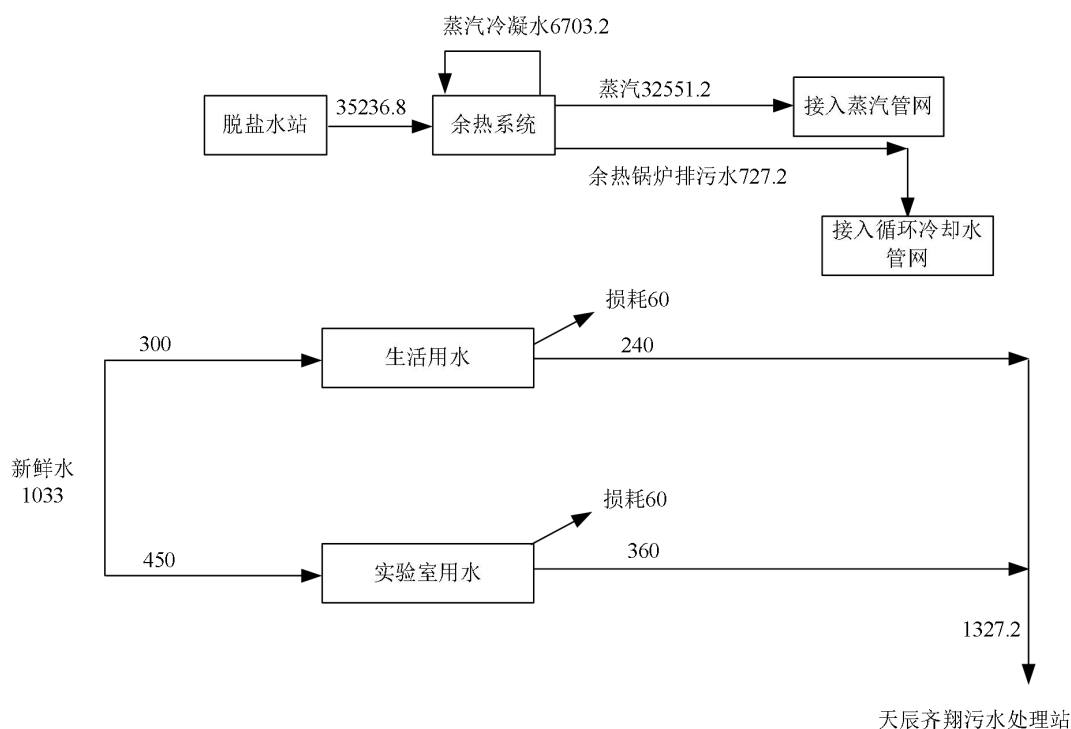 蒸汽冷凝水6703.2
脱盐水站
35236.8
余热系统
蒸汽32551.2
接入蒸汽管网
余热锅炉排污水727.2
接入循环冷却水
管网
损耗60
300
生活用水
240
新鲜水
1033
损耗60
450
实验室用水
360
1327.2
天辰齐翔污水处理站